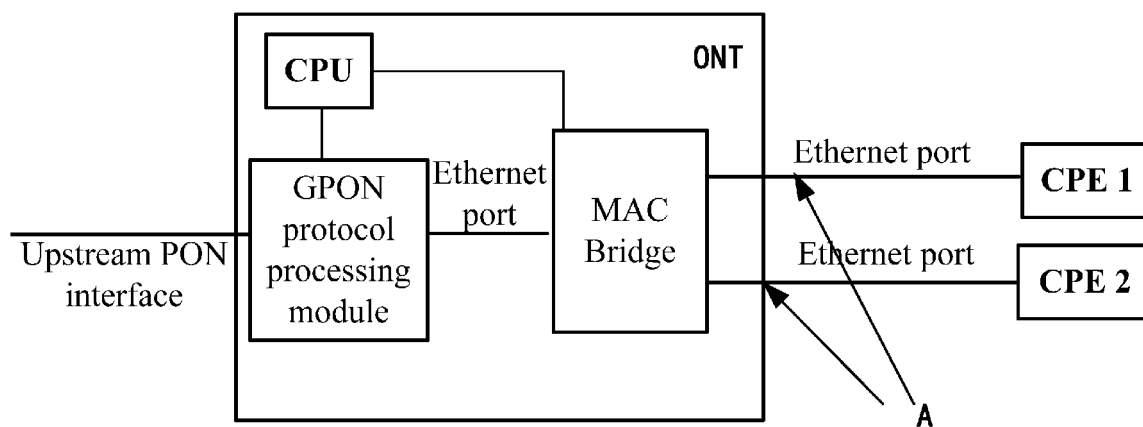 CPU
ONT
GPON
protocol
processing
module
Ethernet
port
MAC
Bridge
Upstream PON
interface
Ethernet port
CPE 1
Ethernet port
CPE 2
A